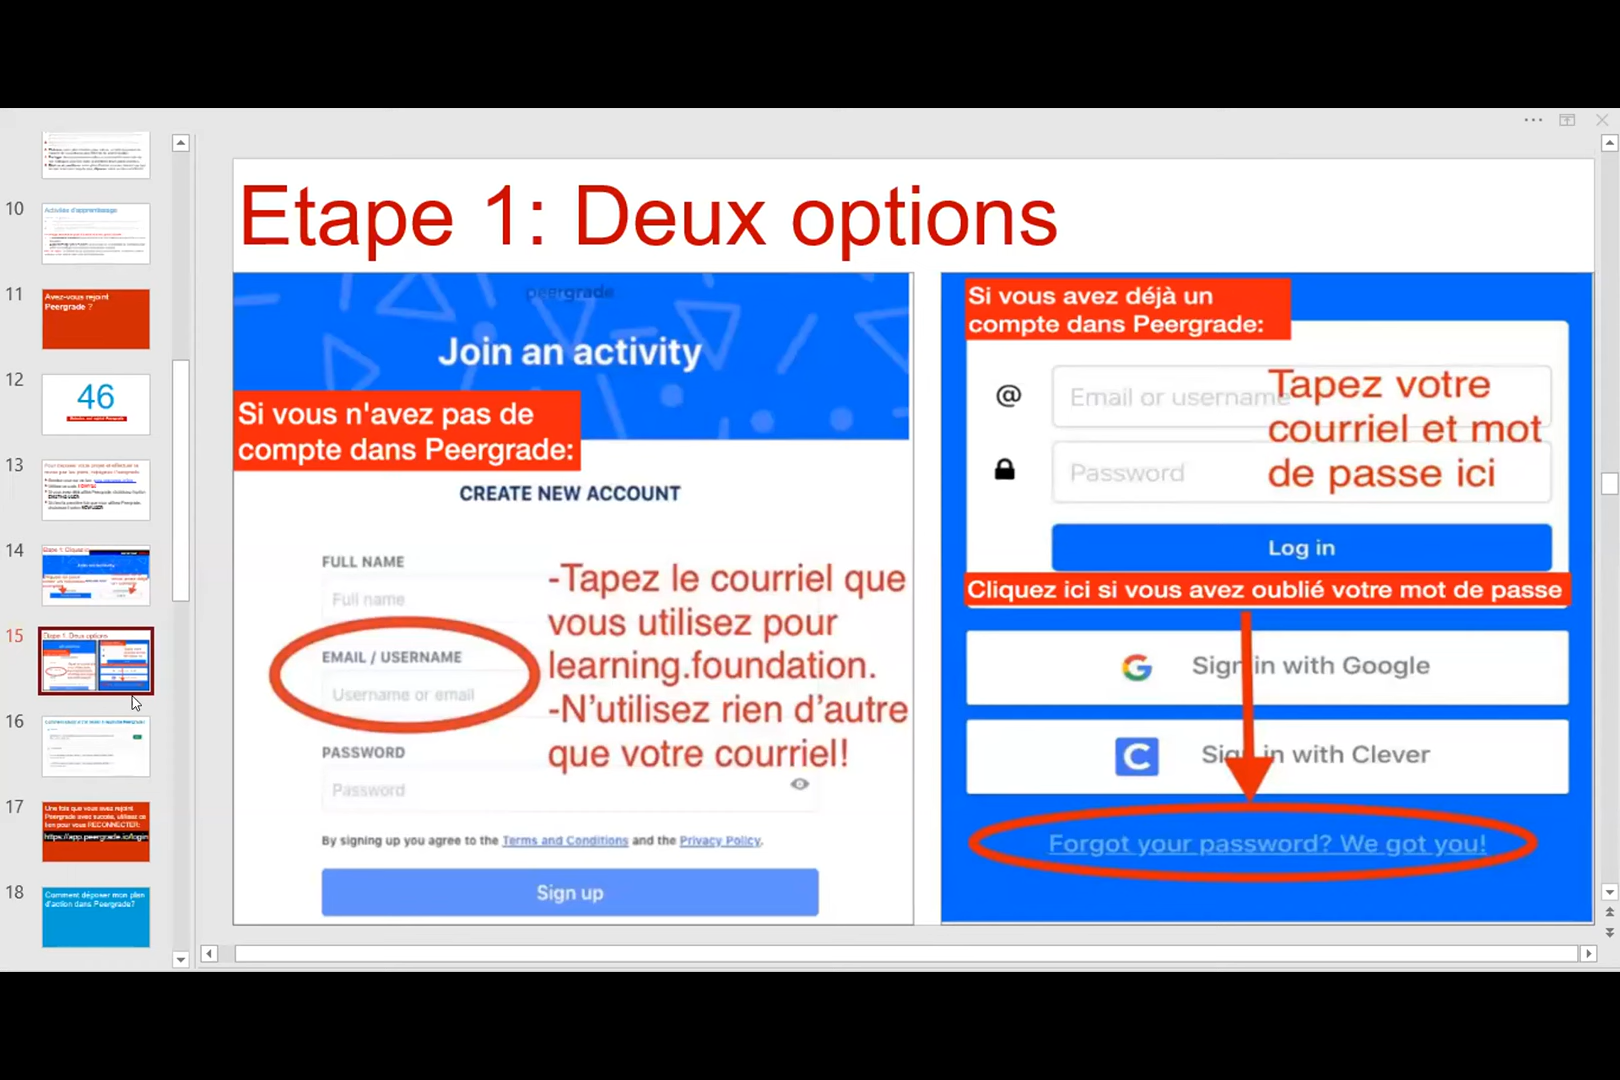 10
Activités d'apprentissage
11
Avez-vous rejoint
Peergrade ?
12
46
13
14
15
Etape 1: Deux options
16
17
Une fois que vous avez rejoint
Peergrade avec succès, utilisez ce
lien pour vous RECONNECTER:
https://app.peergrade.io/login
18
Comment déposer mon plan
d'action dans Peergrade?
Etape 1: Deux options
peergrade
Join an activity
Si vous n'avez pas de
compte dans Peergrade:
CREATE NEW ACCOUNT
FULL NAME
Full name
EMAIL / USERNAME
Username or email
PASSWORD
Password
-Tapez le courriel que
vous utilisez pour
learning.foundation.
-N'utilisez rien d'autre
que votre courriel!
By signing up you agree to the Terms and Conditions and the Privacy Policy.
Sign up
Si vous avez déjà un
compte dans Peergrade:
@
Email or username
Password
Tapez votre
courriel et mot
de passe ici
Log in
Cliquez ici si vous avez oublié votre mot de passe
Sign in with Google
C Sign in with Clever
Forgot your password? We got you!